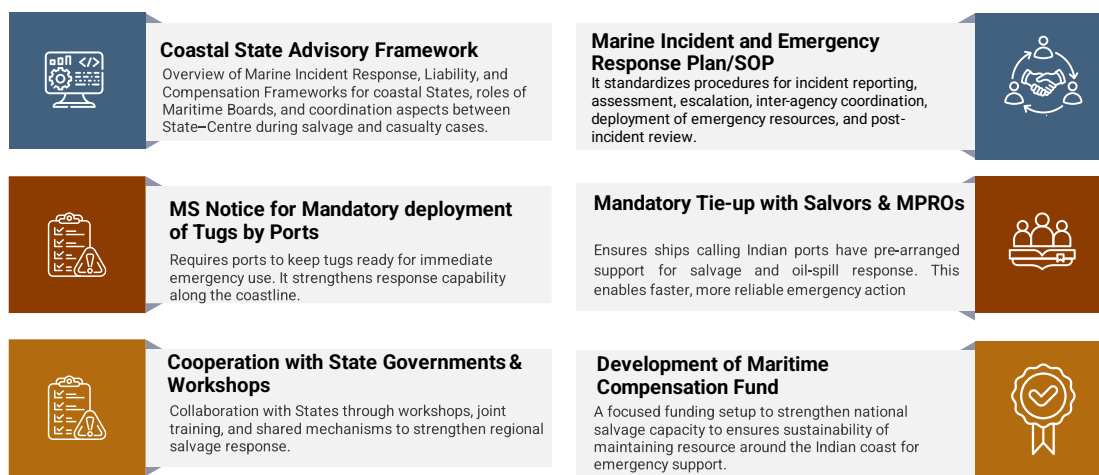 Coastal State Advisory Framework
Overview of Marine Incident Response, Liability, and
Compensation Frameworks for coastal States, roles of
Maritime Boards, and coordination aspects between
State–Centre during salvage and casualty cases.
Marine Incident and Emergency
Response Plan/SOP
It standardizes procedures for incident reporting,
assessment, escalation, inter-agency coordination,
deployment of emergency resources, and post-
incident review.
MS Notice for Mandatory deployment
of Tugs by Ports
Requires ports to keep tugs ready for immediate
emergency use. It strengthens response capability
along the coastline.
Mandatory Tie-up with Salvors & MPROs
Ensures ships calling Indian ports have pre-arranged
support for salvage and oil-spill response. This
enables faster, more reliable emergency action
Cooperation with State Governments &
Workshops
Collaboration with States through workshops, joint
training, and shared mechanisms to strengthen regional
salvage response.
Development of Maritime
Compensation Fund
A focused funding setup to strengthen national
salvage capacity to ensures sustainability of
maintaining resource around the Indian coast for
emergency support.